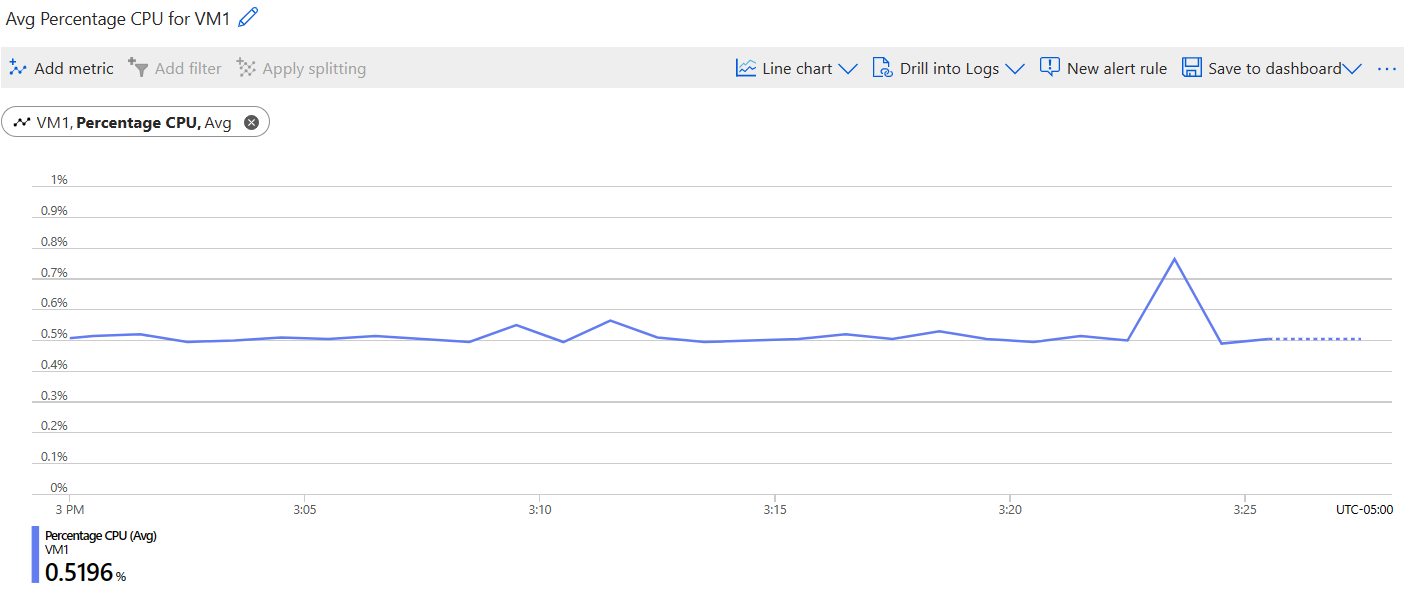 Avg Percentage CPU for VM1
Add metric Add filter Apply splitting Line chart Drill into Logs New alert rule Save to dashboard ...
VM1, Percentage CPU, Avg
1%
0.9%
0.8%
0.7%
0.6%
0.5%
0.4%
0.3%
0.2%
0.1%
0%
3 PM 3:05 3:10 3:15 3:20 3:25 UTC-05:00
Percentage CPU (Avg)
VM1
0.5196 %